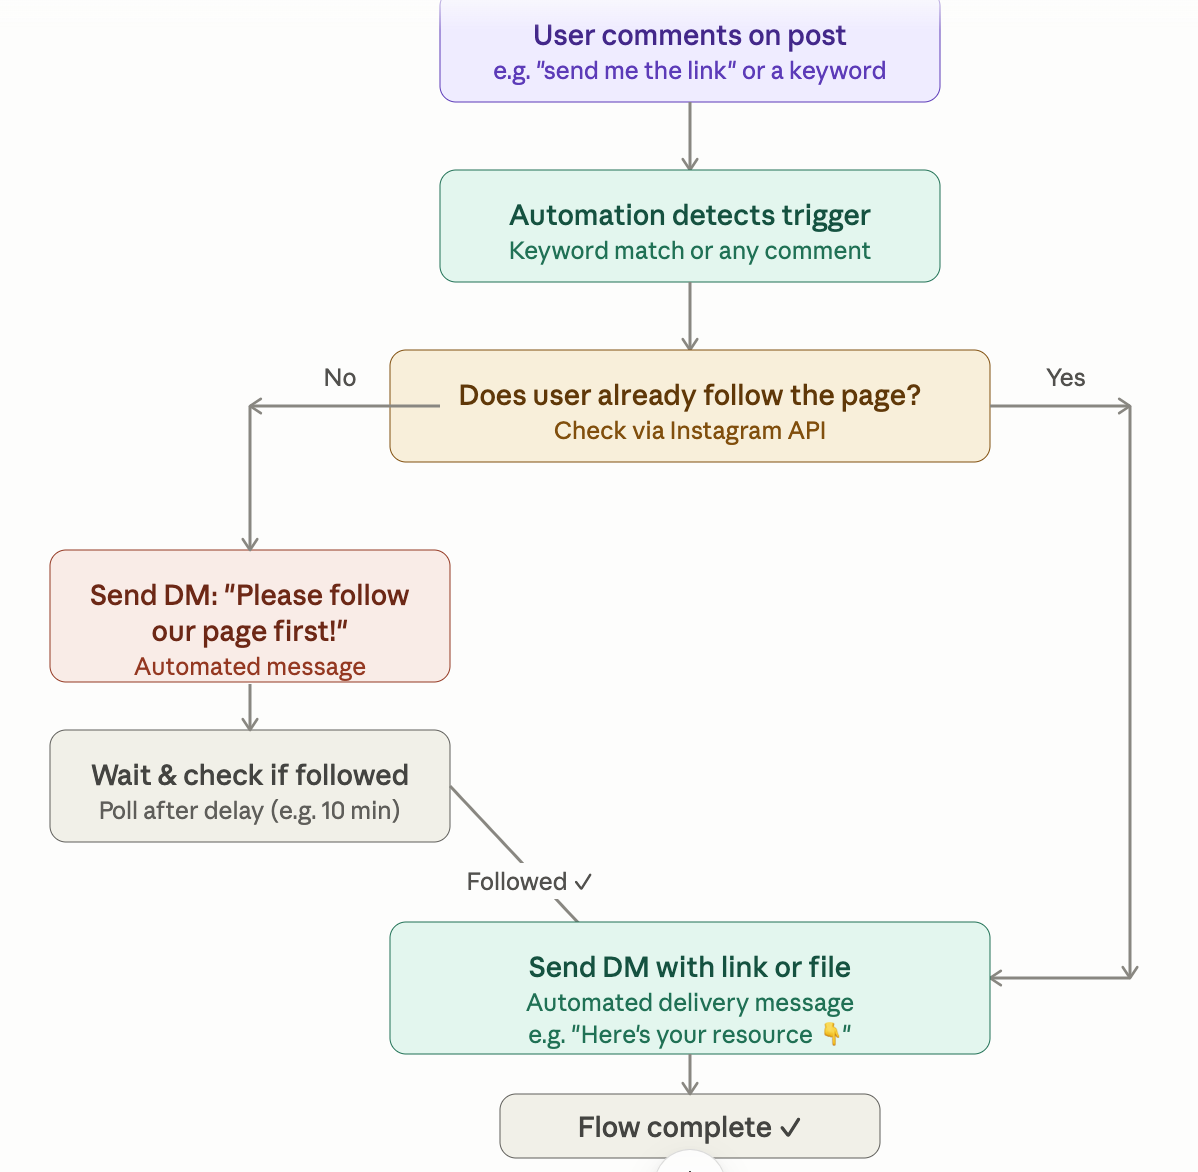 User comments on post
e.g. "send me the link" or a keyword
Automation detects trigger
Keyword match or any comment
No
Does user already follow the page?
Check via Instagram API
Yes
Send DM: "Please follow
our page first!"
Automated message
Wait & check if followed
Poll after delay (e.g. 10 min)
Followed ✓
Send DM with link or file
Automated delivery message
e.g. "Here's your resource 👇"
Flow complete ✓